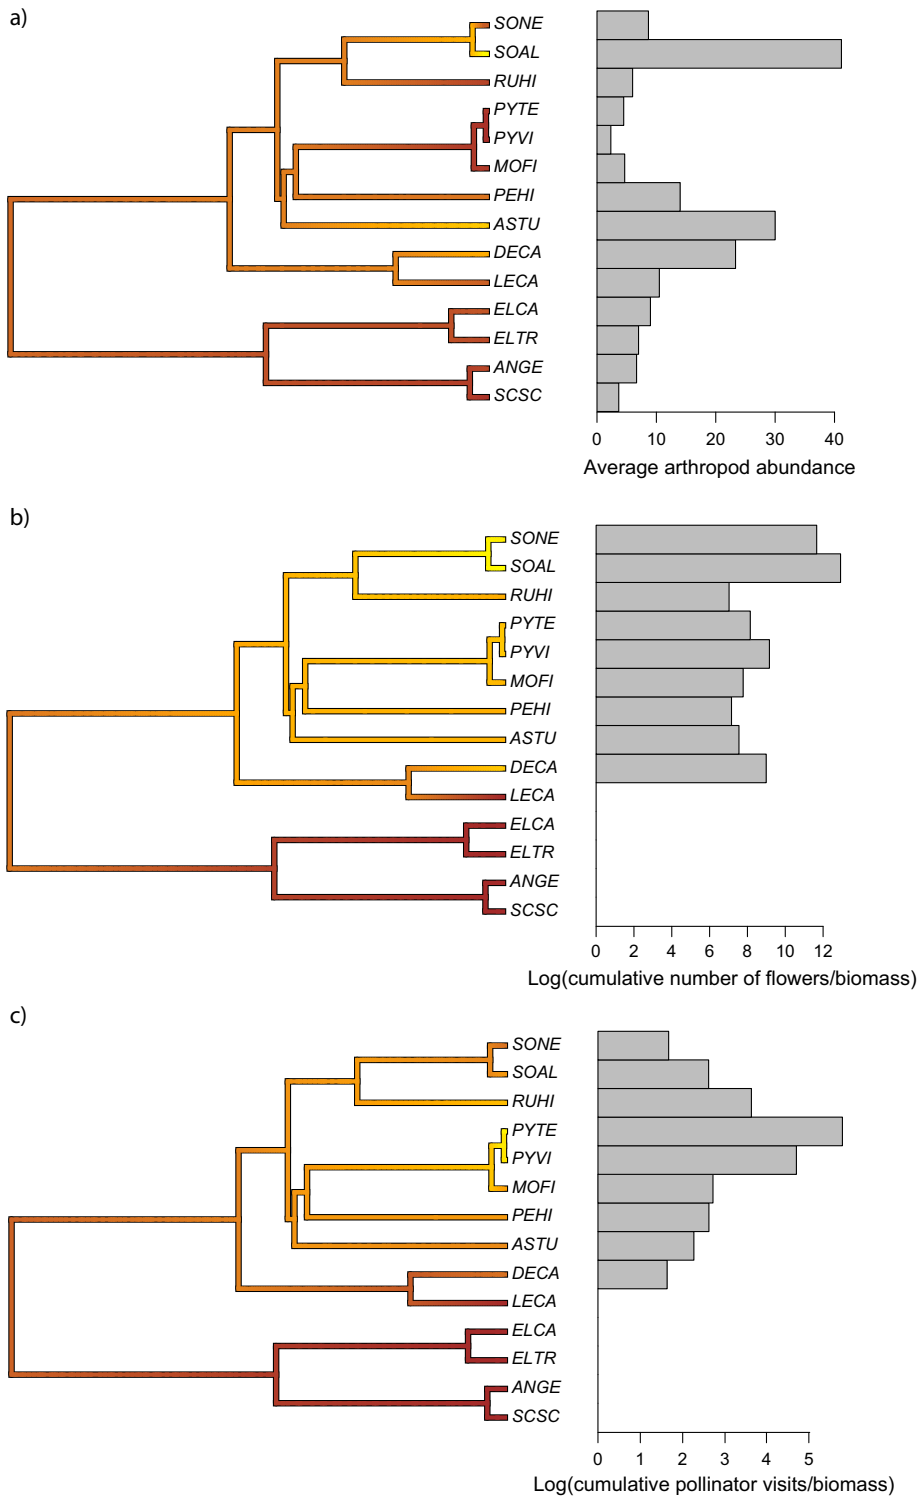 a)
SONE
SOAL
RUHI
PYTE
PYVI
MOFI
PEHI
ASTU
DECA
LECA
ELCA
ELTR
ANGE
SCSC
0 10 20 30 40
Average arthropod abundance
b)
SONE
SOAL
RUHI
PYTE
PYVI
MOFI
PEHI
ASTU
DECA
LECA
ELCA
ELTR
ANGE
SCSC
0 2 4 6 8 10 12
Log(cumulative number of flowers/biomass)
c)
SONE
SOAL
RUHI
PYTE
PYVI
MOFI
PEHI
ASTU
DECA
LECA
ELCA
ELTR
ANGE
SCSC
0 1 2 3 4 5
Log(cumulative pollinator visits/biomass)